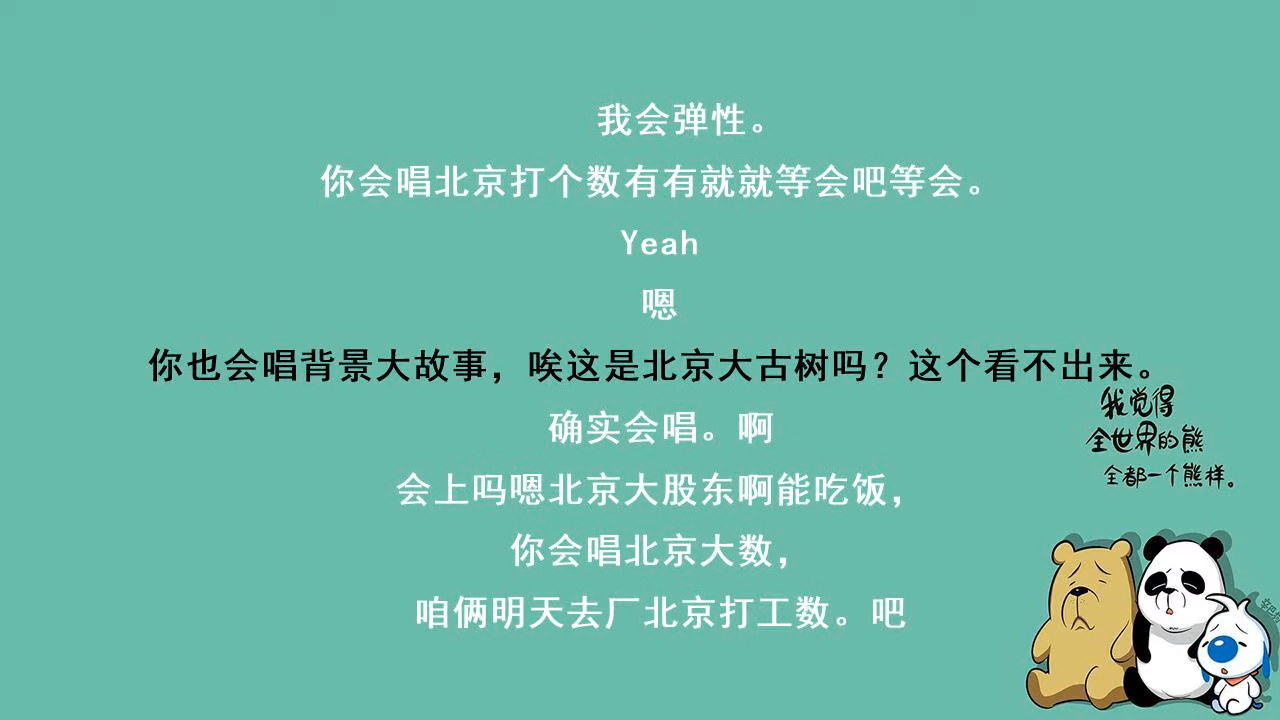 我会弹性。
你会唱北京打个数有有就就等会吧等会。
Yeah
嗯
你也会唱背景大故事，唉这是北京大古树吗？这个看不出来。
确实会唱。啊
会上吗嗯北京大股东啊能吃饭，
你会唱北京大数，
咱俩明天去厂北京打工数。吧
我觉得
全世界的熊
全都一个熊样。